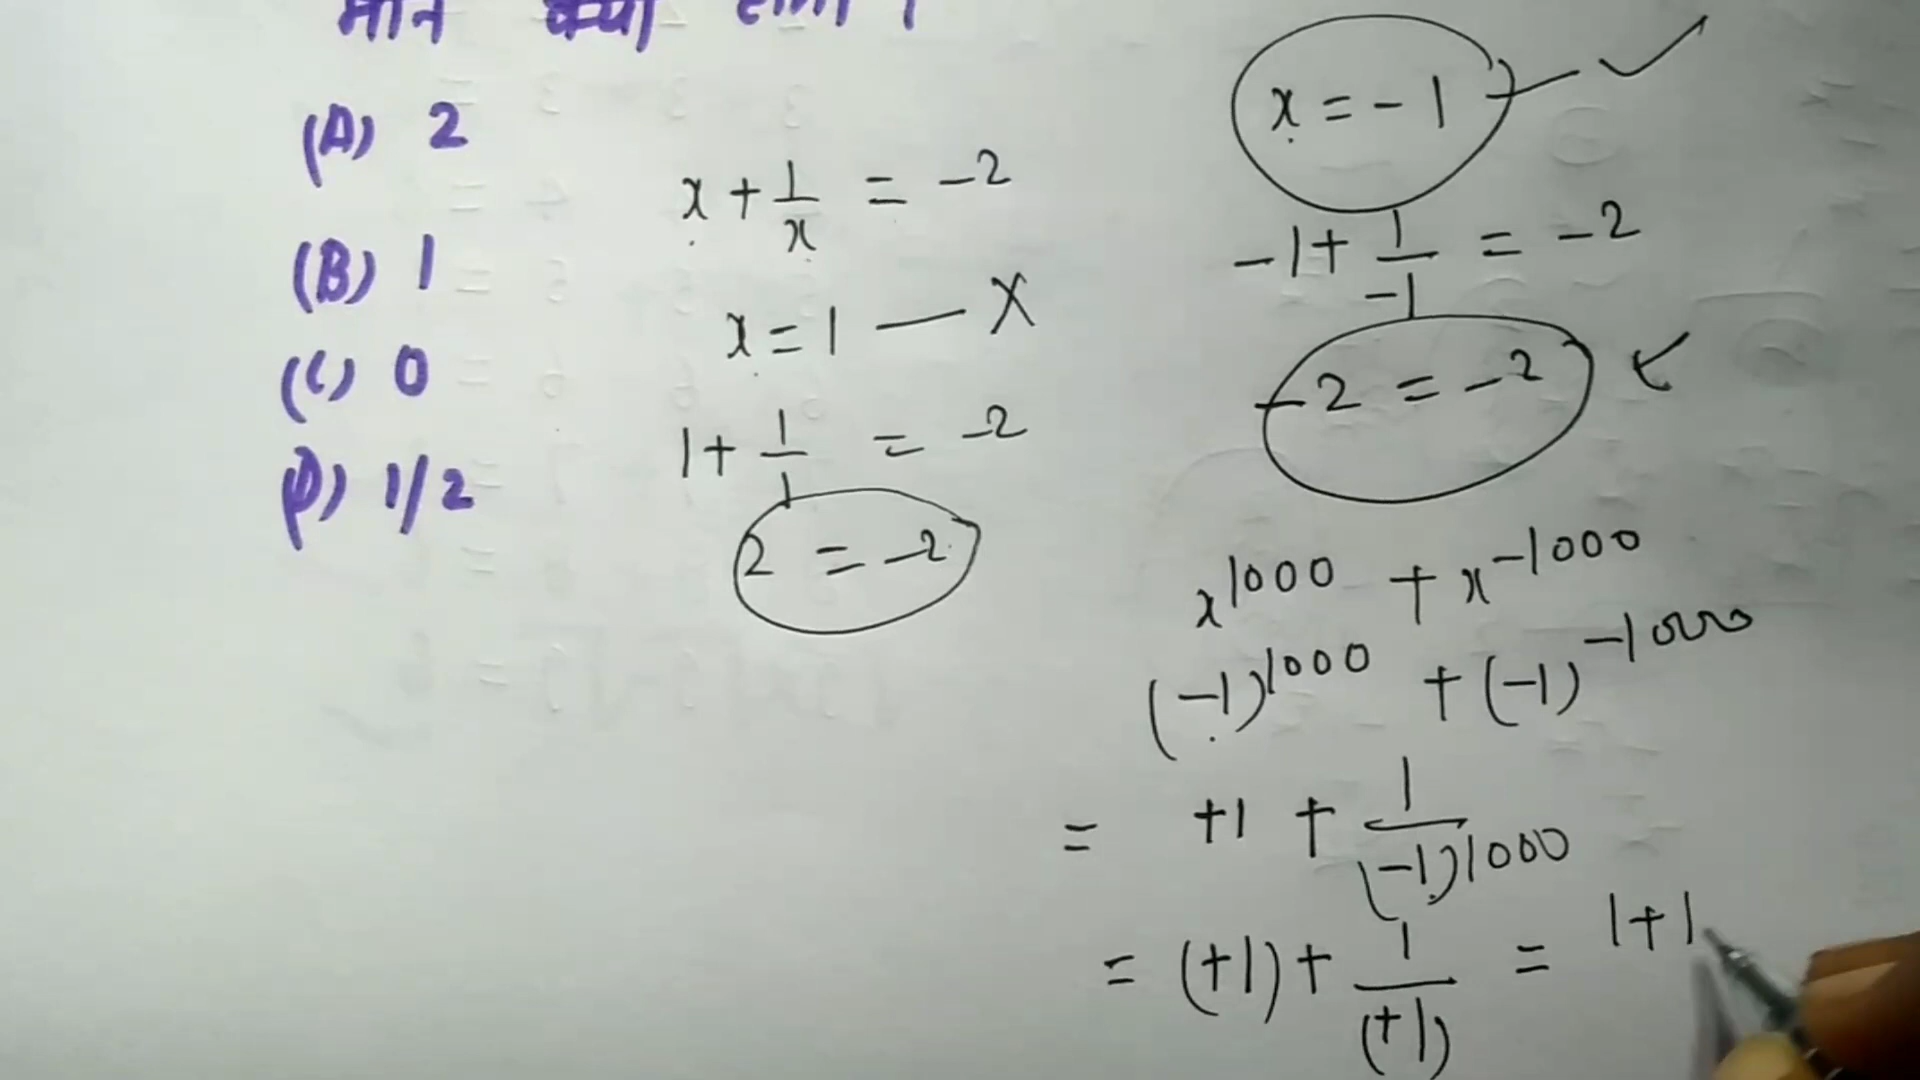 मान क्या होगा ?
(A) 2
(B) 1
(C) 0
(D) 1/2
x + 1/x = -2
x = 1 — X
1 + 1/1 = -2
2 = -2
x = -1 — ✓
-1 + 1/-1 = -2
-2 = -2 ✓
x^1000 + x^-1000
(-1)^1000 + (-1)^-1000
= +1 + 1/(-1)^1000
= (+1) + 1/(+1) = 1+1